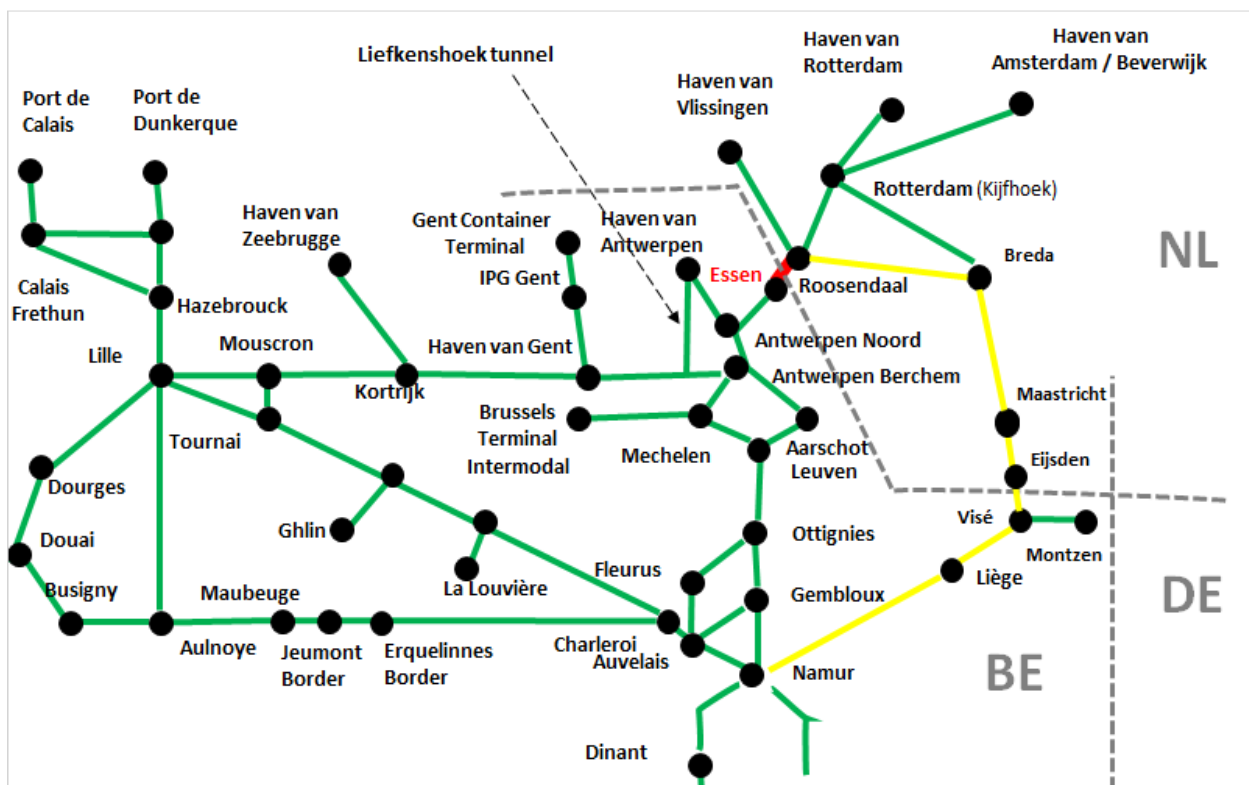 Liefkenshoek tunnel
Haven van
Rotterdam
Haven van
Amsterdam / Beverwijk
Haven van
Vlissingen
Port de
Calais
Port de
Dunkerque
Rotterdam (Kijfhoek)
Haven van
Zeebrugge
Gent Container
Terminal
IPG Gent
Haven van
Antwerpen
Essen
Roosendaal
Breda
NL
Calais
Frethun
Hazebrouck
Lille
Mouscron
Haven van Gent
Antwerpen Noord
Kortrijk
Antwerpen Berchem
Maastricht
Tournai
Brussels
Terminal
Intermodal
Mechelen
Aarschot
Leuven
Eijsden
Dourges
Ghlin
Visé
Montzen
Ottignies
Douai
Busigny
Maubeuge
La Louvière
Fleurus
Gembloux
Liège
DE
Aulnoye
Jeumont
Border
Erquelinnes
Border
Charleroi
Auvelais
Namur
BE
Dinant